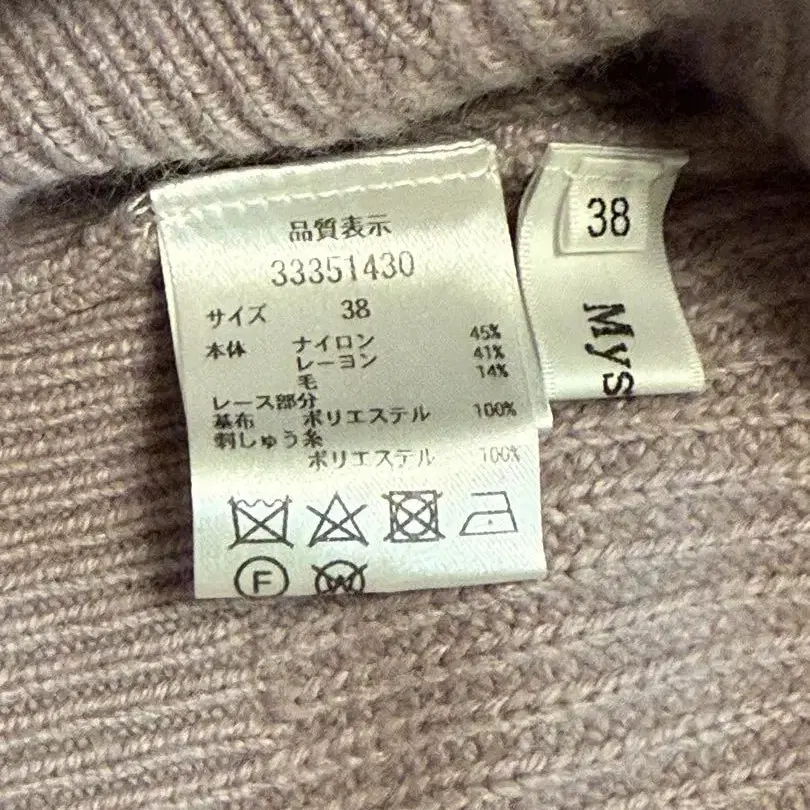 品質表示
33351430
サイズ 38
本体 ナイロン 45%
レーヨン 41%
毛 14%
レース部分
基布 ポリエステル 100%
刺しゅう糸
ポリエステル 100%
F
W
38
Mys